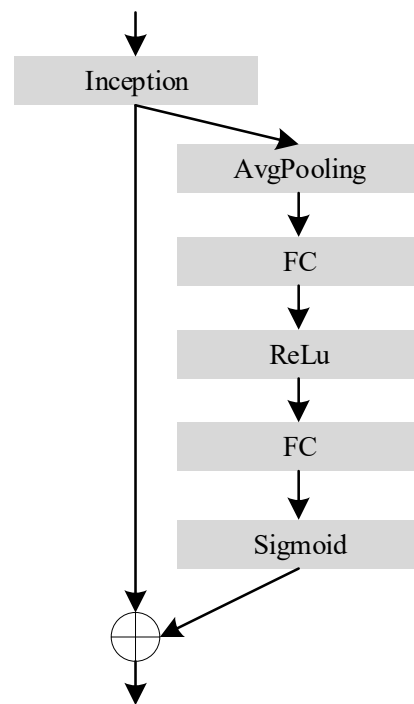 Inception
AvgPooling
FC
ReLu
FC
Sigmoid